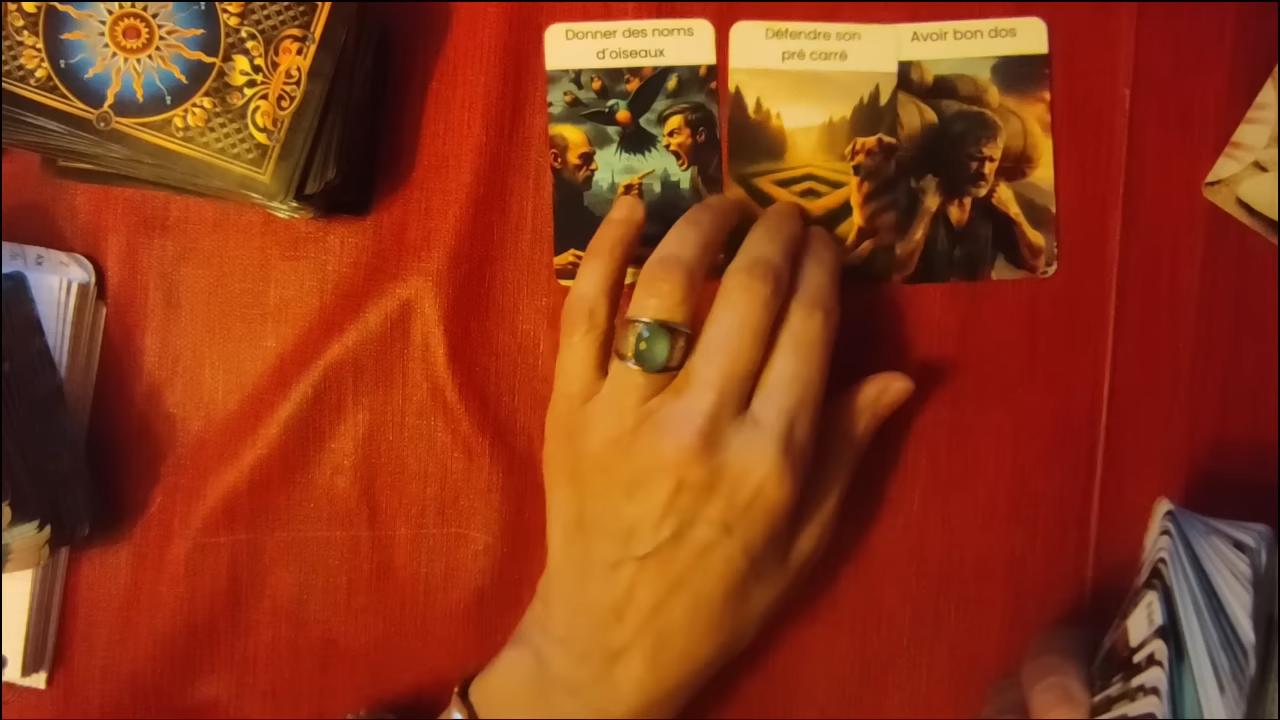 Donner des noms
d'oiseaux
Défendre son
pré carré
Avoir bon dos